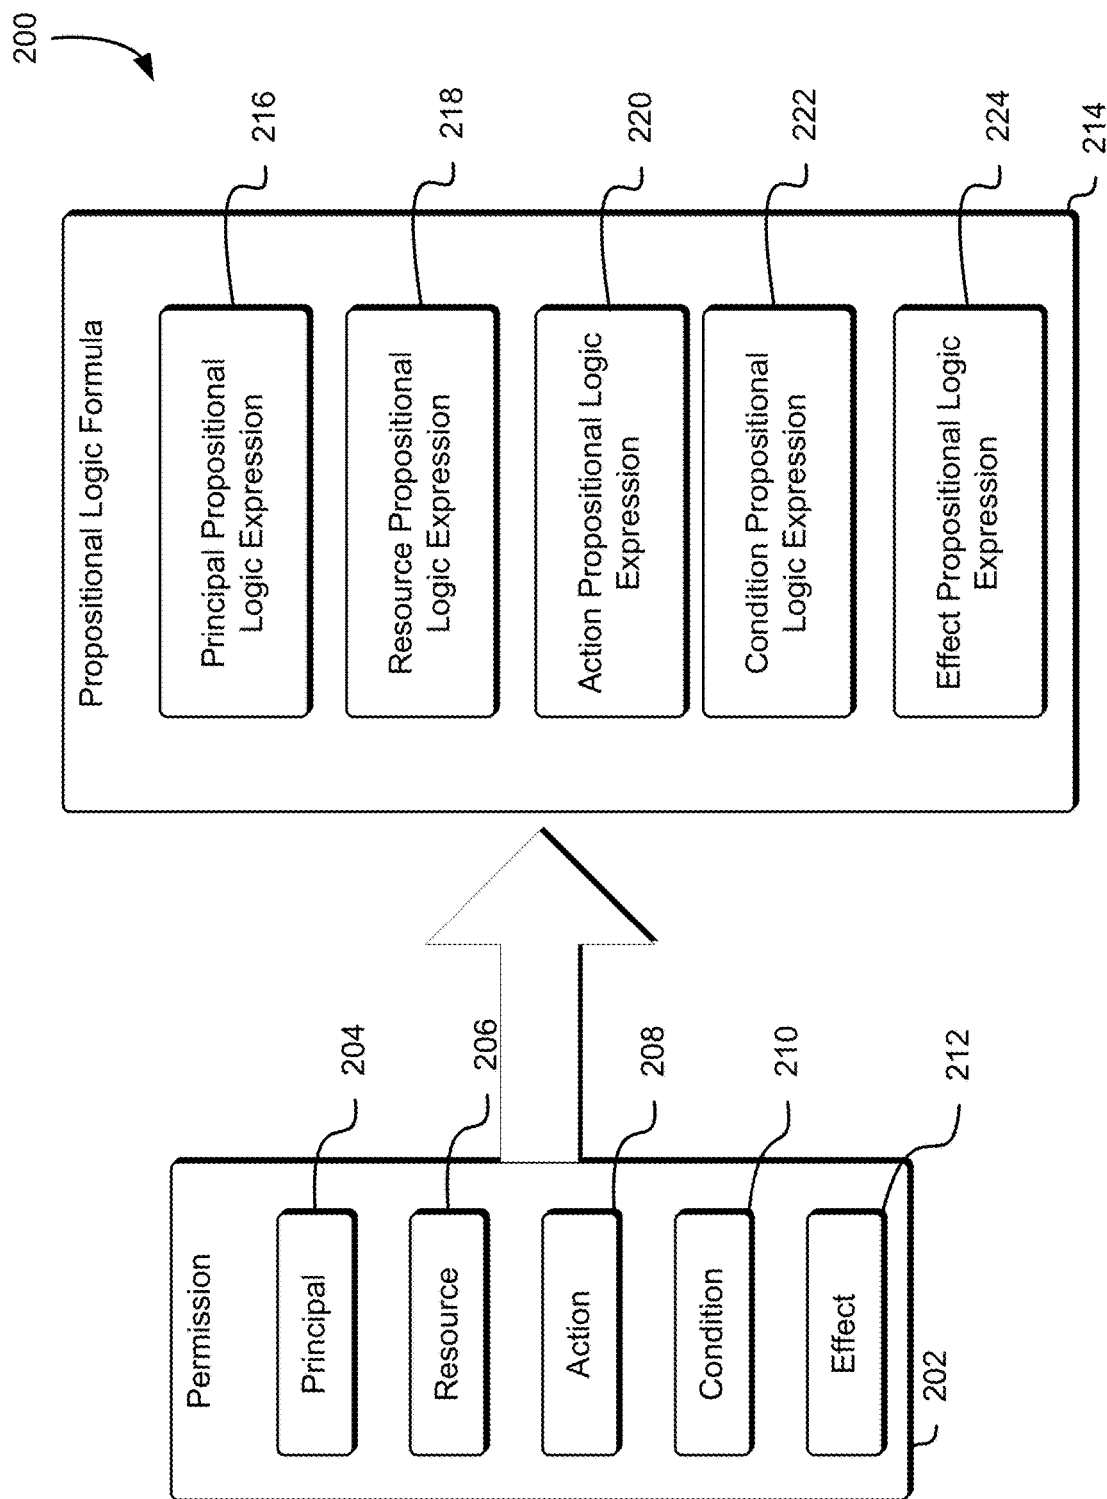 200
Permission
Principal
204
Resource
206
Action
208
Condition
210
Effect
212
202
Propositional Logic Formula
Principal Propositional
Logic Expression
216
Resource Propositional
Logic Expression
218
Action Propositional Logic
Expression
220
Condition Propositional
Logic Expression
222
Effect Propositional Logic
Expression
224
214